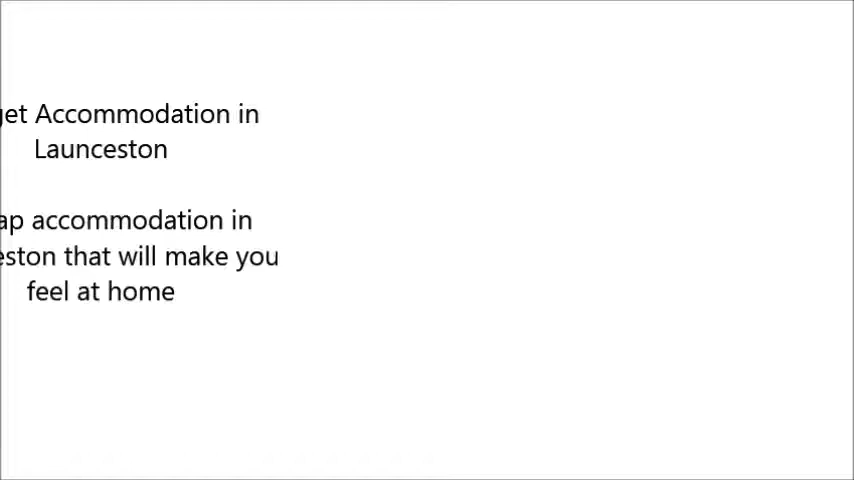 get Accommodation in
Launceston
ap accommodation in
eston that will make you
feel at home